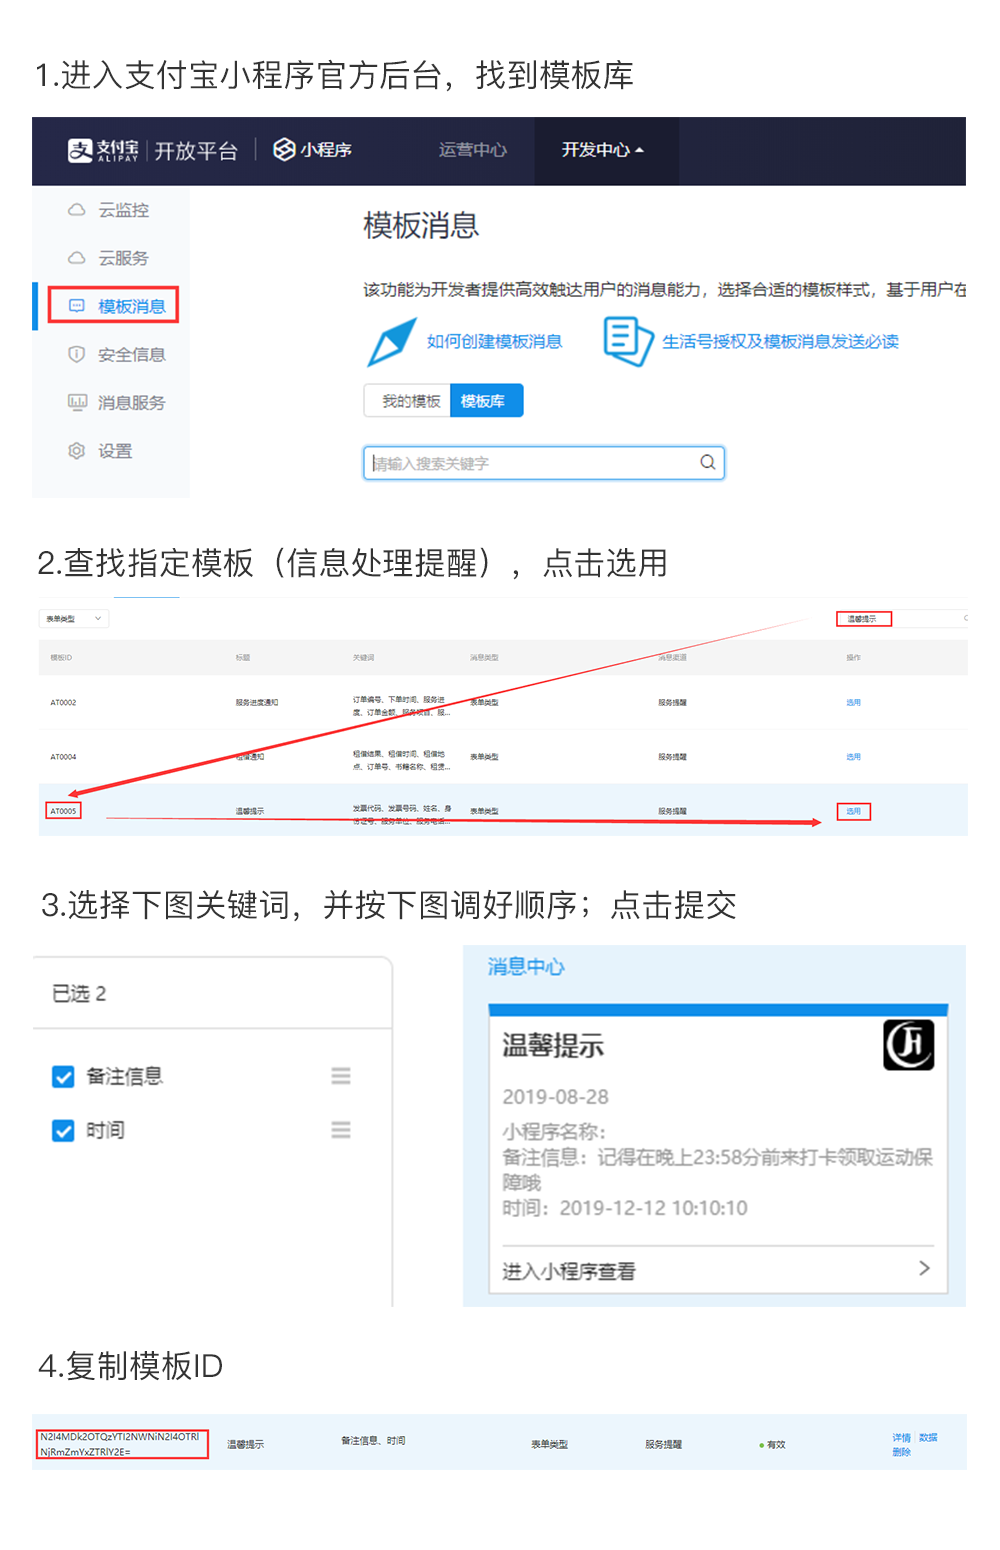 1.进入支付宝小程序官方后台，找到模板库
支付宝 ALIPAY 开放平台 小程序 运营中心 开发中心
云监控
云服务
模板消息
安全信息
消息服务
设置
模板消息
该功能为开发者提供高效触达用户的消息能力，选择合适的模板样式，基于用户在
如何创建模板消息 生活号授权及模板消息发送必读
我的模板 模板库
请输入搜索关键字
2.查找指定模板（信息处理提醒），点击选用
表单类型 温馨提示
模板ID 标题 关键词 消息类型 消息渠道 操作
AT0002 服务进度通知 订单编号、下单时间、服务进 表单类型 服务提醒 选用
度、订单金额、服务项目、服...
AT0004 租借通知 租借结果、租借时间、租借地 表单类型 服务提醒 选用
点、订单号、书籍名称、租赁...
AT0005 温馨提示 发票代码、发票号码、姓名、身 表单类型 服务提醒 选用
份证号、服务单位、服务电话...
3.选择下图关键词，并按下图调好顺序；点击提交
已选 2
备注信息
时间
消息中心
温馨提示
2019-08-28
小程序名称：
备注信息：记得在晚上23:58分前来打卡领取运动保
障哦
时间：2019-12-12 10:10:10
进入小程序查看
4.复制模板ID
N2I4MDk2OTQzYTI2NWNiN2I4OTRl
NjRmZmYxZTRlY2E=
温馨提示 备注信息、时间 表单类型 服务提醒 有效 详情 数据
删除